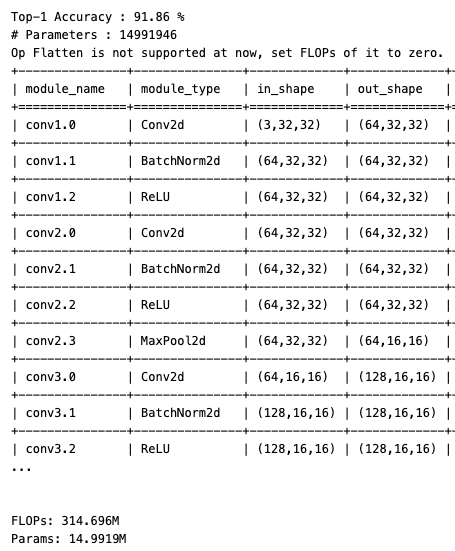 Top-1 Accuracy : 91.86 %
# Parameters : 14991946
Op Flatten is not supported at now, set FLOPs of it to zero.
+---------------+---------------+-------------+-------------+-
| module_name   | module_type   | in_shape    | out_shape   |
+===============+===============+=============+=============+=
| conv1.0       | Conv2d        | (3,32,32)   | (64,32,32)  |
+---------------+---------------+-------------+-------------+-
| conv1.1       | BatchNorm2d   | (64,32,32)  | (64,32,32)  |
+---------------+---------------+-------------+-------------+-
| conv1.2       | ReLU          | (64,32,32)  | (64,32,32)  |
+---------------+---------------+-------------+-------------+-
| conv2.0       | Conv2d        | (64,32,32)  | (64,32,32)  |
+---------------+---------------+-------------+-------------+-
| conv2.1       | BatchNorm2d   | (64,32,32)  | (64,32,32)  |
+---------------+---------------+-------------+-------------+-
| conv2.2       | ReLU          | (64,32,32)  | (64,32,32)  |
+---------------+---------------+-------------+-------------+-
| conv2.3       | MaxPool2d     | (64,32,32)  | (64,16,16)  |
+---------------+---------------+-------------+-------------+-
| conv3.0       | Conv2d        | (64,16,16)  | (128,16,16) |
+---------------+---------------+-------------+-------------+-
| conv3.1       | BatchNorm2d   | (128,16,16) | (128,16,16) |
+---------------+---------------+-------------+-------------+-
| conv3.2       | ReLU          | (128,16,16) | (128,16,16) |
...
FLOPs: 314.696M
Params: 14.9919M